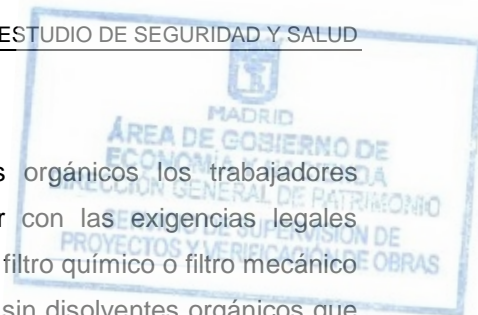 ESTUDIO DE SEGURIDAD Y SALUD
MADRID
ÁREA DE GOBIERNO DE
ECONOMÍA Y HACIENDA
DIRECCIÓN GENERAL DE PATRIMONIO
SERVICIO DE SUPERVISIÓN DE
PROYECTOS Y VERIFICACIÓN DE OBRAS
orgánicos los trabajadores
con las exigencias legales
filtro químico o filtro mecánico
sin disolventes orgánicos que